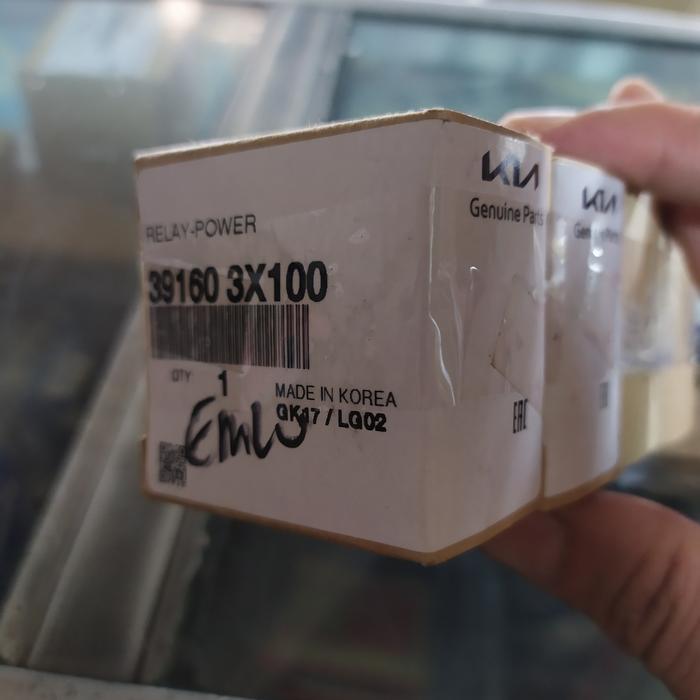 RELAY-POWER
39160 3X100
QTY 1
MADE IN KOREA
GK17 / LG02
KIA
Genuine Parts
EAC
KIA